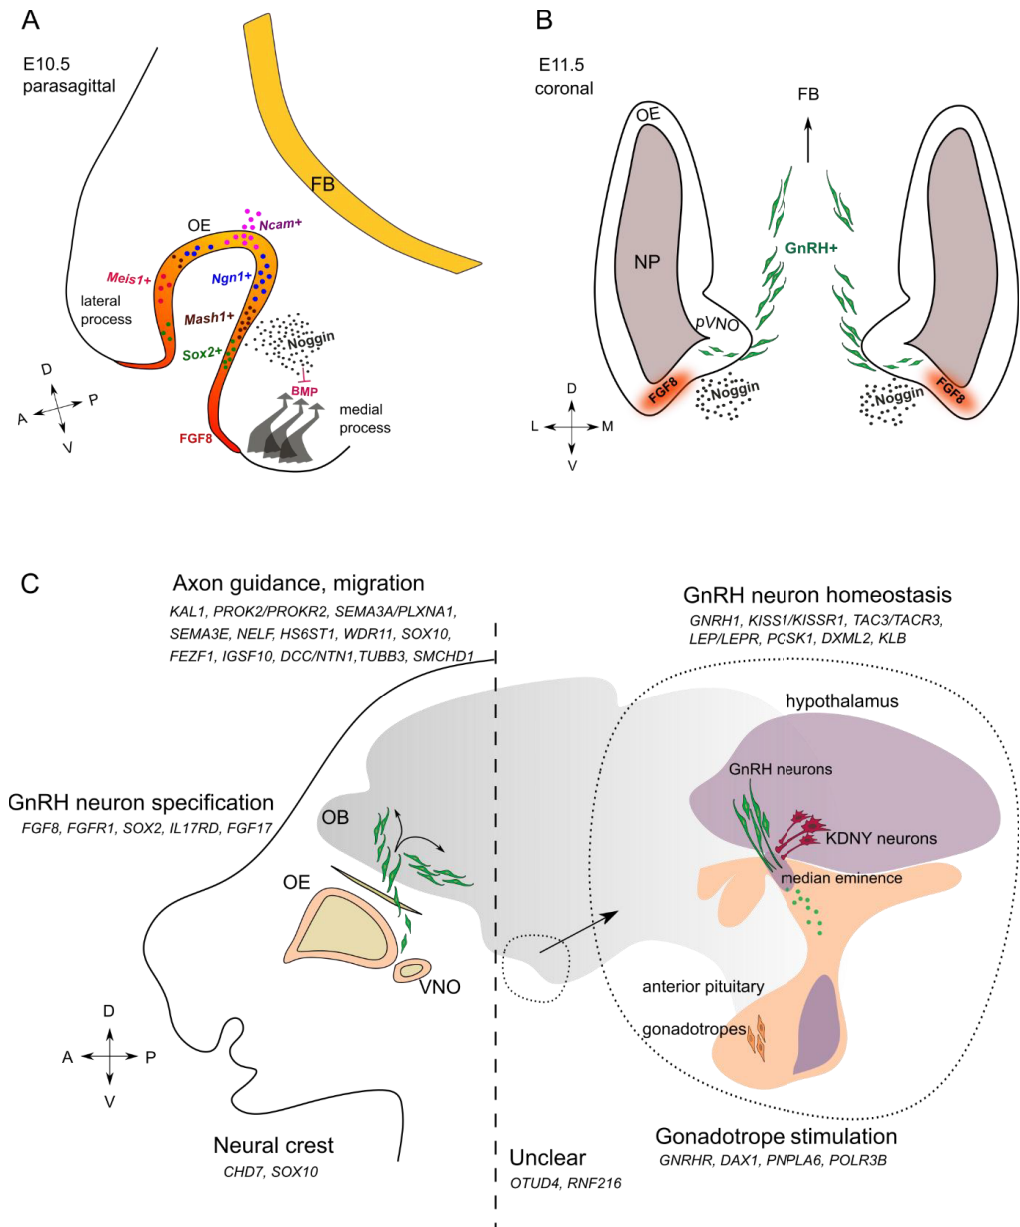 A
E10.5
parasagittal
FB
OE
Ncam+
Meis1+
Ngn1+
lateral
process
Mash1+
Noggin
Sox2+
BMP
medial
process
FGF8
D
A
P
V
B
E11.5
coronal
FB
OE
GnRH+
NP
pVNO
FGF8
Noggin
Noggin
FGF8
D
L
M
V
C
Axon guidance, migration
KAL1, PROK2/PROKR2, SEMA3A/PLXNA1,
SEMA3E, NELF, HS6ST1, WDR11, SOX10,
FEZF1, IGSF10, DCC/NTN1,TUBB3, SMCHD1
GnRH neuron homeostasis
GNRH1, KISS1/KISSR1, TAC3/TACR3,
LEP/LEPR, PCSK1, DXML2, KLB
hypothalamus
GnRH neurons
KDNY neurons
median eminence
GnRH neuron specification
FGF8, FGFR1, SOX2, IL17RD, FGF17
OB
OE
VNO
anterior pituitary
gonadotropes
D
A
P
V
Neural crest
CHD7, SOX10
Unclear
OTUD4, RNF216
Gonadotrope stimulation
GNRHR, DAX1, PNPLA6, POLR3B